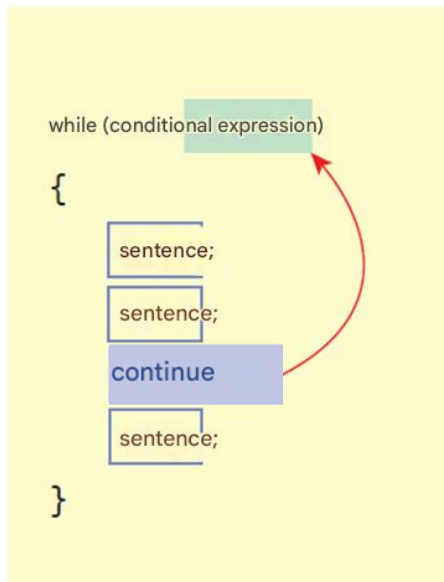 while (conditional expression)
{
sentence;
sentence;
continue
sentence;
}